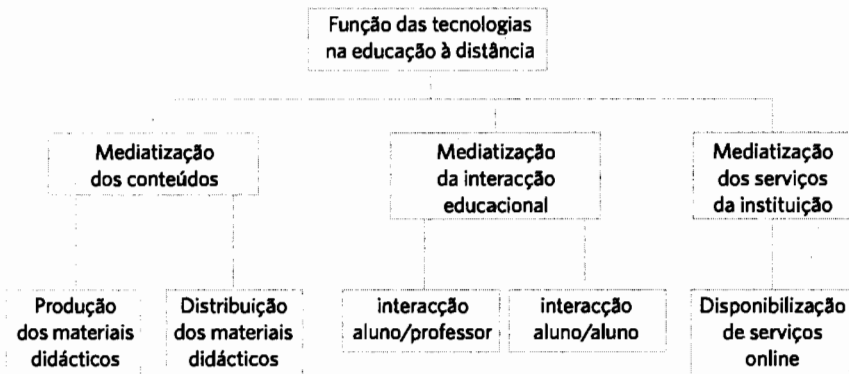 Função das tecnologias
na educação à distância
Mediatização
dos conteúdos
Mediatização
da interacção
educacional
Mediatização
dos serviços
da instituição
Produção
dos materiais
didácticos
Distribuição
dos materiais
didácticos
interacção
aluno/professor
interacção
aluno/aluno
Disponibilização
de serviços
online